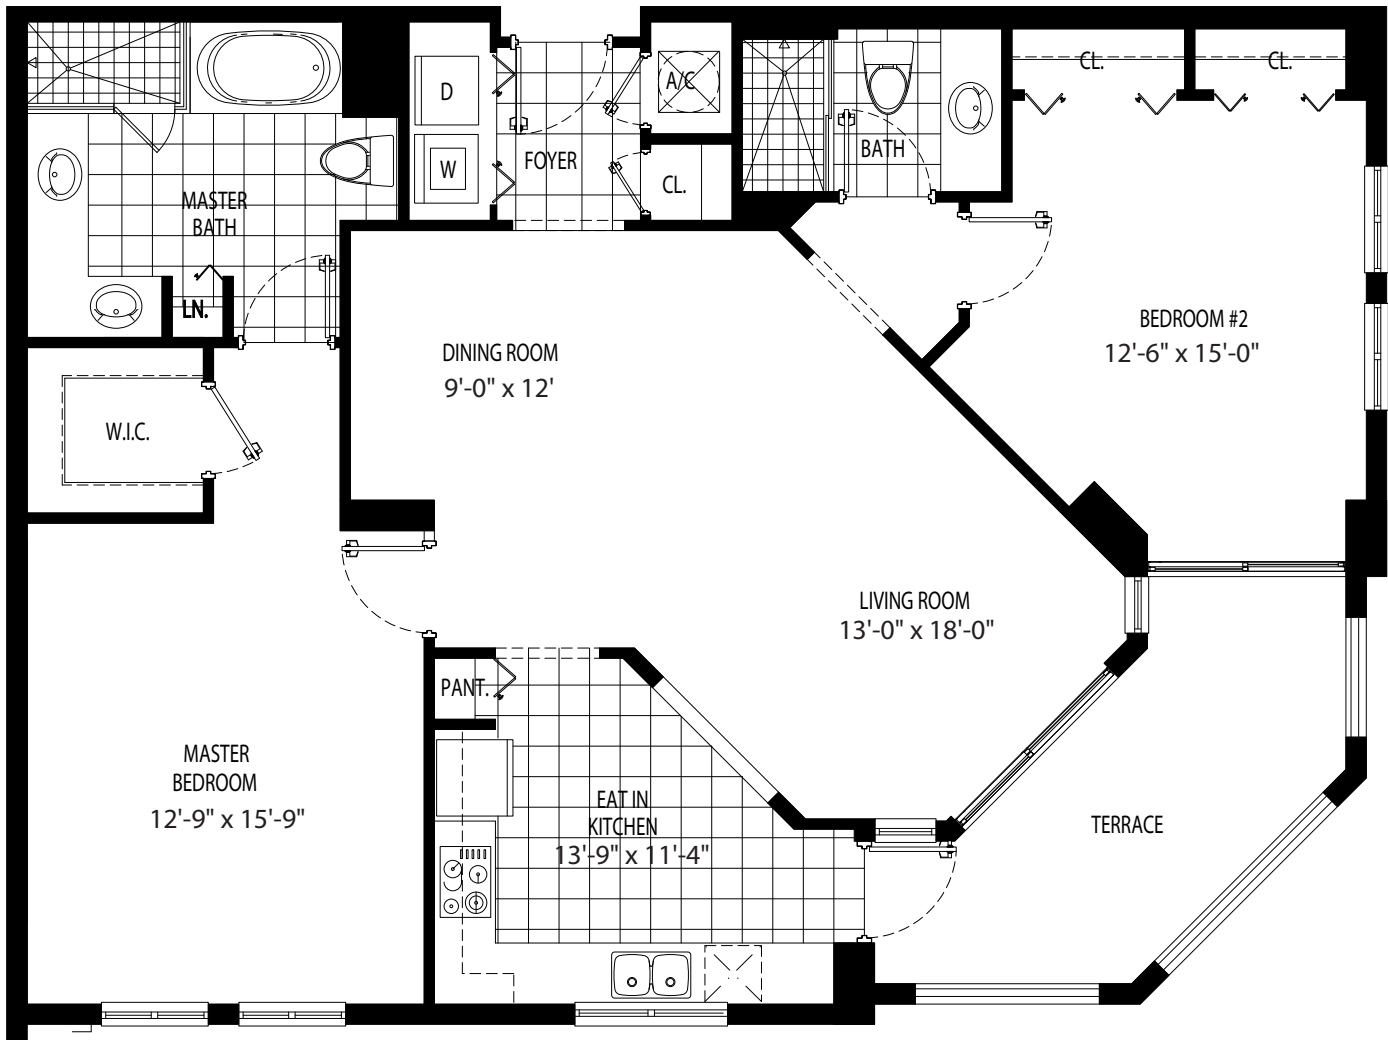 CL.
CL.
D
A/C
W
FOYER
CL.
BATH
MASTER
BATH
LN.
BEDROOM #2
12'-6" x 15'-0"
DINING ROOM
9'-0" x 12'
W.I.C.
LIVING ROOM
13'-0" x 18'-0"
PANT.
MASTER
BEDROOM
12'-9" x 15'-9"
EAT IN
KITCHEN
13'-9" x 11'-4"
TERRACE